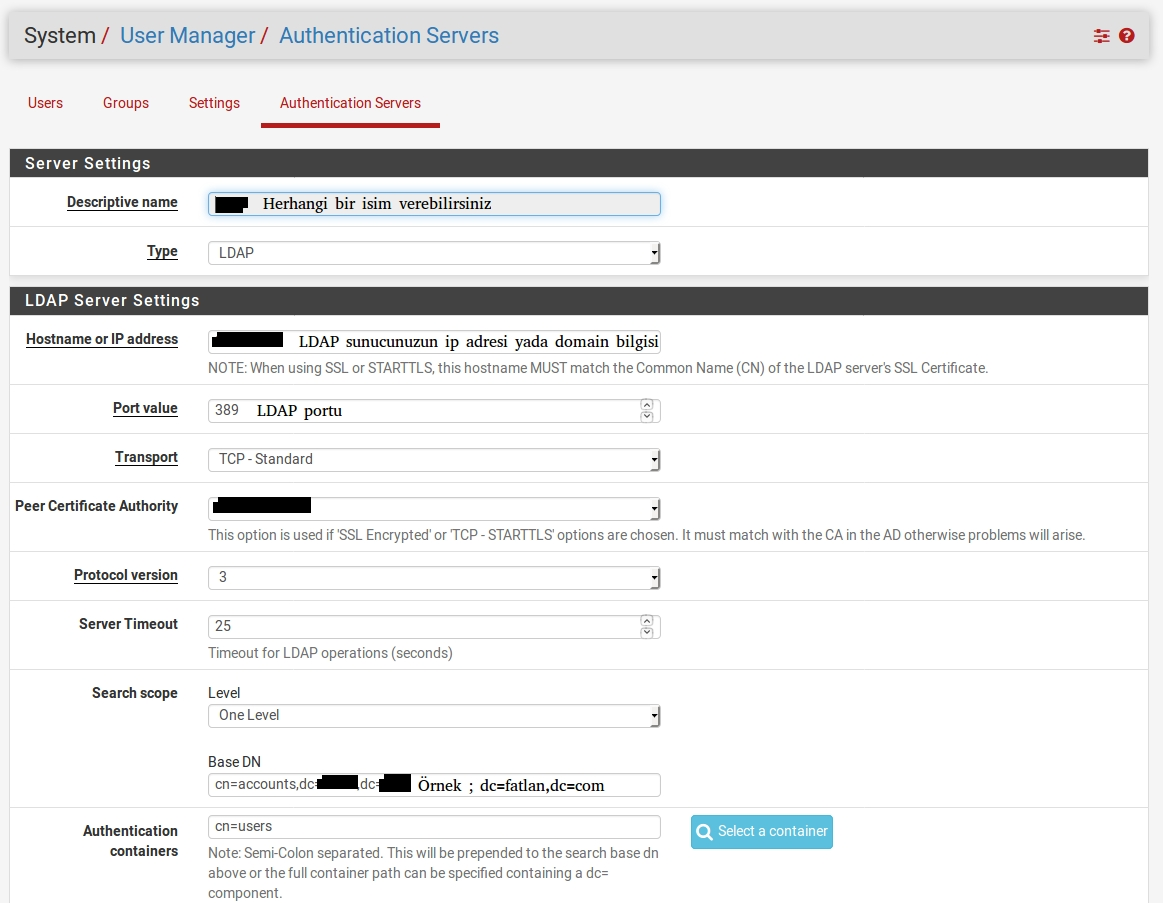 System / User Manager / Authentication Servers
Users Groups Settings Authentication Servers
Server Settings
Descriptive name Herhangi bir isim verebilirsiniz
Type LDAP
LDAP Server Settings
Hostname or IP address LDAP sunucunuzun ip adresi yada domain bilgisi
NOTE: When using SSL or STARTTLS, this hostname MUST match the Common Name (CN) of the LDAP server's SSL Certificate.
Port value 389 LDAP portu
Transport TCP - Standard
Peer Certificate Authority
This option is used if 'SSL Encrypted' or 'TCP - STARTTLS' options are chosen. It must match with the CA in the AD otherwise problems will arise.
Protocol version 3
Server Timeout 25
Timeout for LDAP operations (seconds)
Search scope Level
One Level
Base DN
cn=accounts,dc= ,dc= Örnek ; dc=fatlan,dc=com
Authentication containers cn=users Select a container
Note: Semi-Colon separated. This will be prepended to the search base dn
above or the full container path can be specified containing a dc=
component.